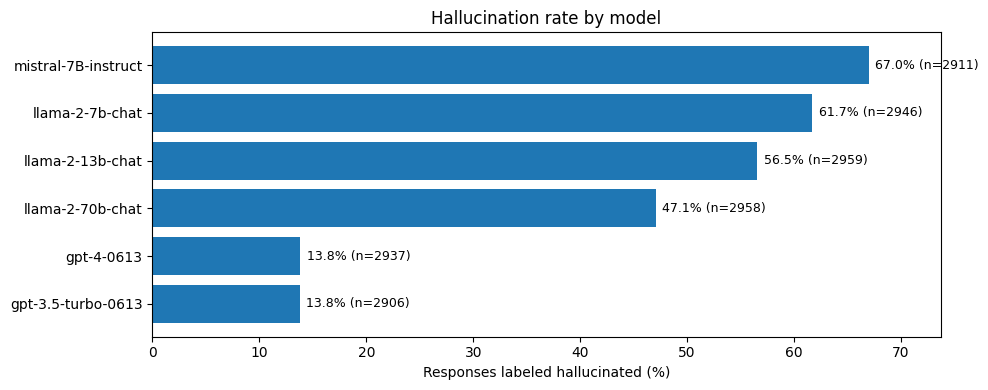 Hallucination rate by model
mistral-7B-instruct 67.0% (n=2911)
llama-2-7b-chat 61.7% (n=2946)
llama-2-13b-chat 56.5% (n=2959)
llama-2-70b-chat 47.1% (n=2958)
gpt-4-0613 13.8% (n=2937)
gpt-3.5-turbo-0613 13.8% (n=2906)
0 10 20 30 40 50 60 70
Responses labeled hallucinated (%)